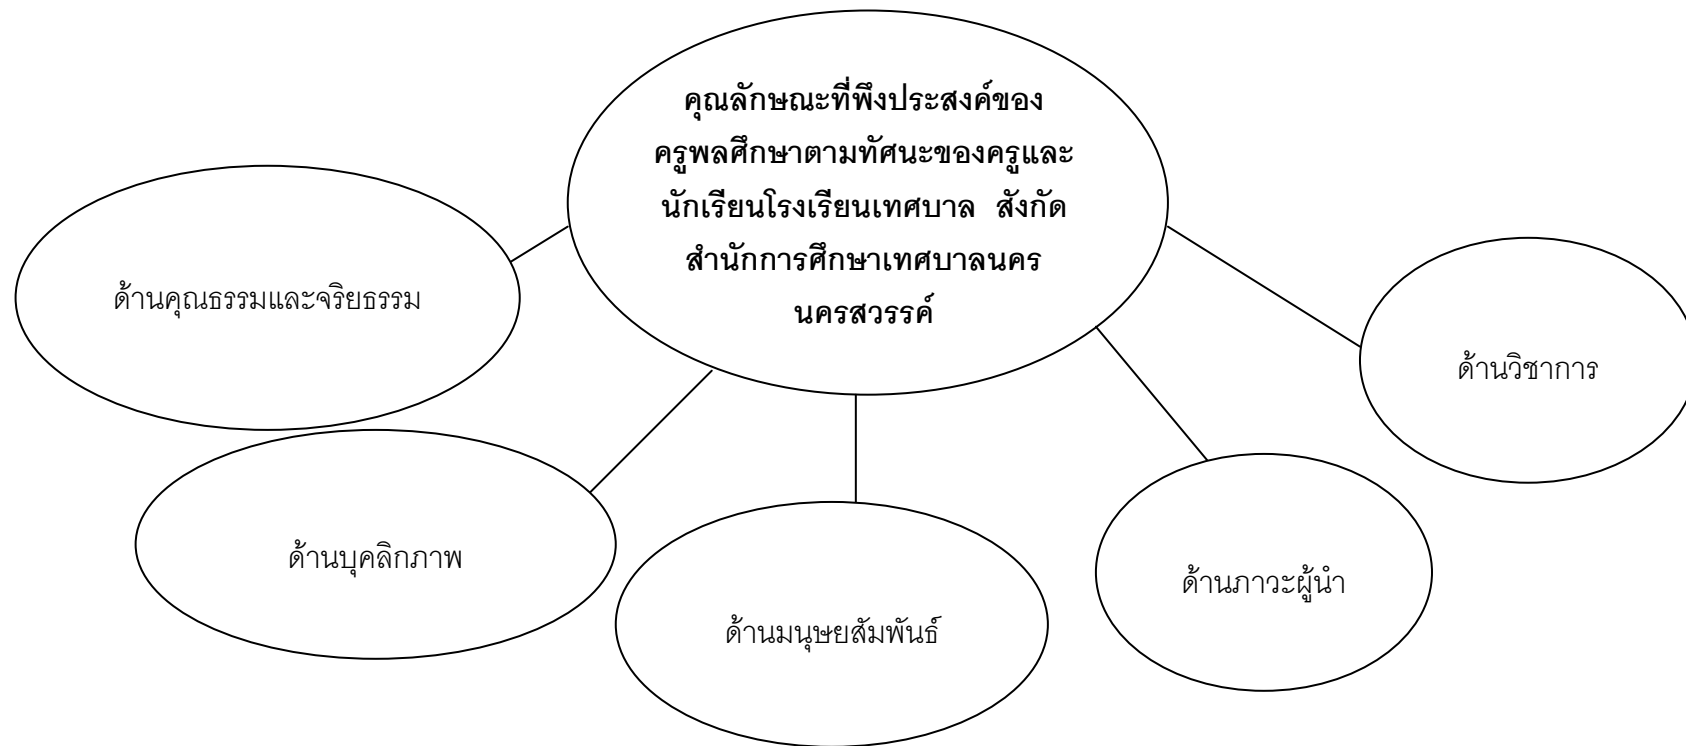 คุณลักษณะที่พึงประสงค์ของ
ครูพลศึกษาตามทัศนะของครูและ
นักเรียนโรงเรียนเทศบาล สังกัด
สำนักการศึกษาเทศบาลนคร
นครสวรรค์
ด้านคุณธรรมและจริยธรรม
ด้านบุคลิกภาพ
ด้านมนุษยสัมพันธ์
ด้านภาวะผู้นำ
ด้านวิชาการ